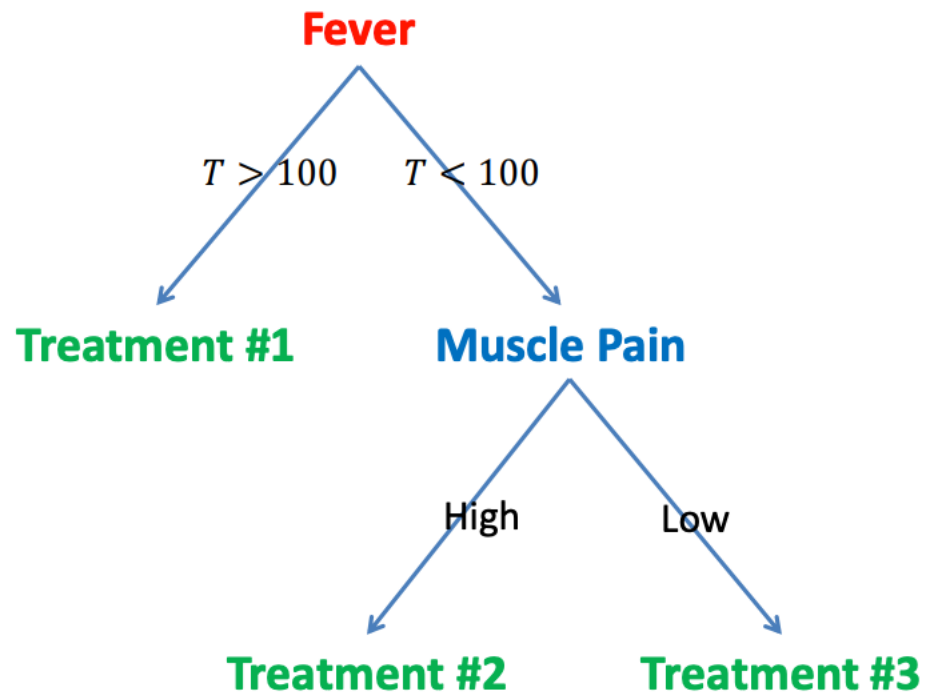 Fever
T > 100
T < 100
Treatment #1
Muscle Pain
High
Low
Treatment #2
Treatment #3